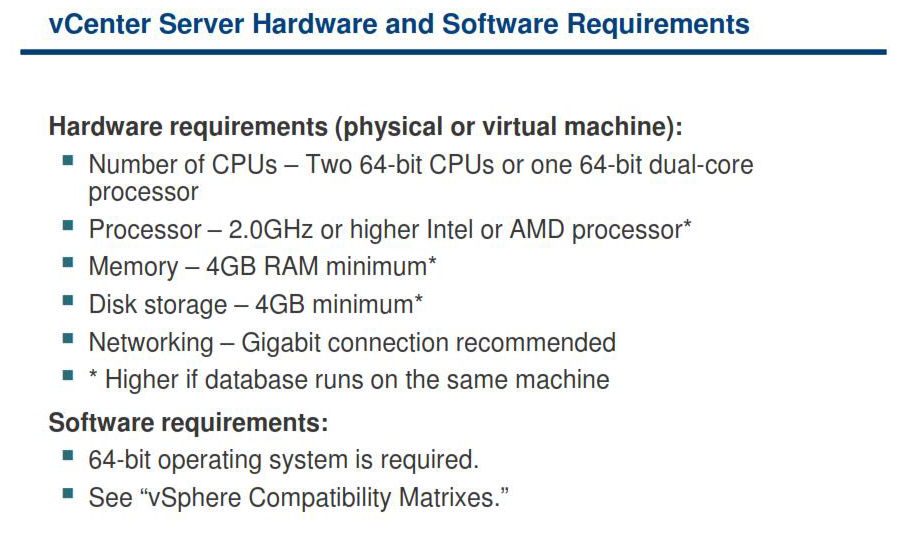 vCenter Server Hardware and Software Requirements
Hardware requirements (physical or virtual machine):
Number of CPUs – Two 64-bit CPUs or one 64-bit dual-core
processor
Processor – 2.0GHz or higher Intel or AMD processor*
Memory – 4GB RAM minimum*
Disk storage – 4GB minimum*
Networking – Gigabit connection recommended
* Higher if database runs on the same machine
Software requirements:
64-bit operating system is required.
See “vSphere Compatibility Matrixes.”